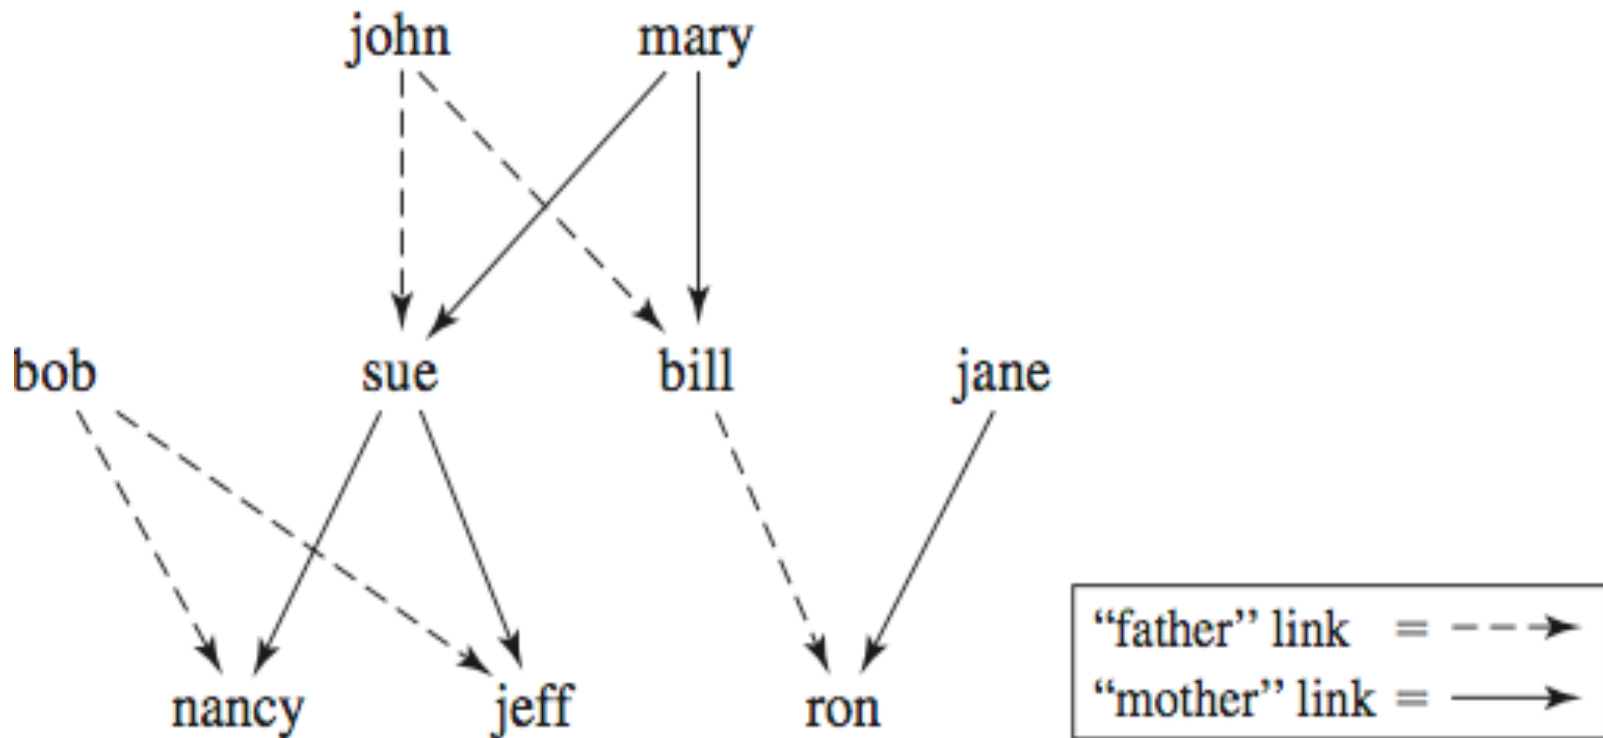 john mary
bob sue bill jane
nancy jeff ron
“father” link =
“mother” link =